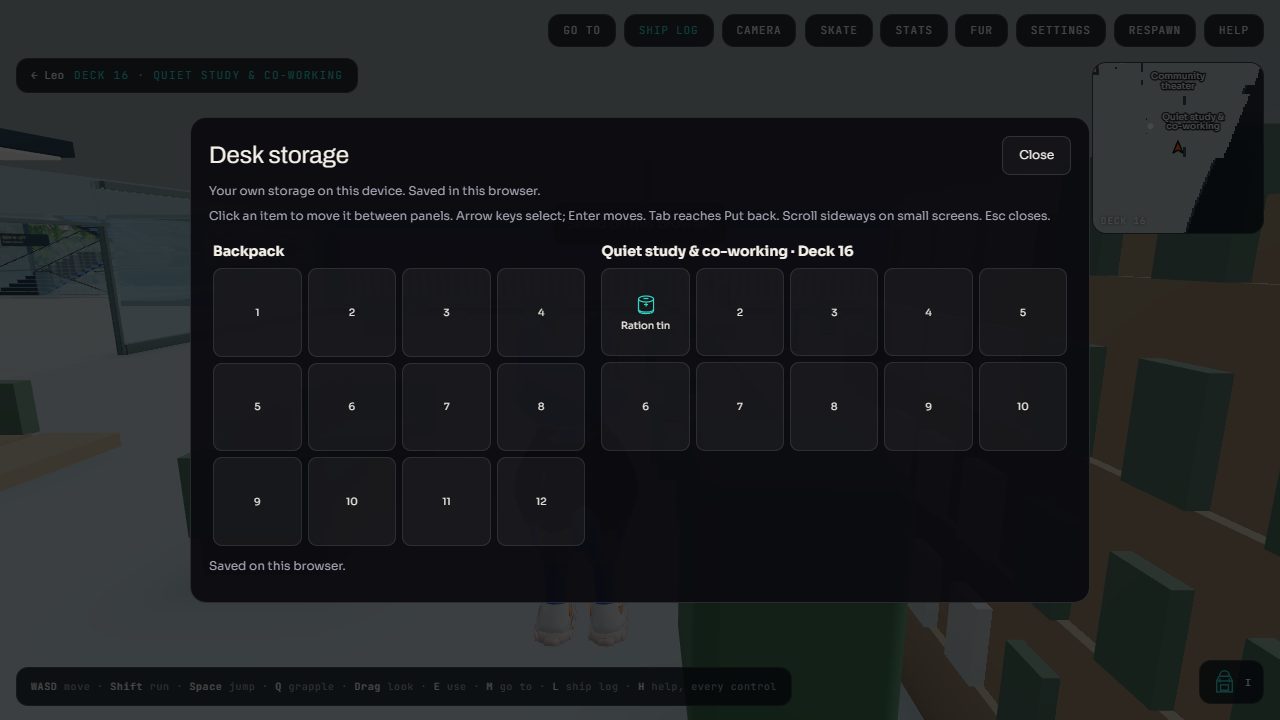 GO TO
SHIP LOG
CAMERA
SKATE
STATS
FUR
SETTINGS
RESPAWN
HELP
← Leo DECK 16 · QUIET STUDY & CO-WORKING
Community
theater
Quiet study &
co-working
DECK 16
Desk storage
Close
Your own storage on this device. Saved in this browser.
Click an item to move it between panels. Arrow keys select; Enter moves. Tab reaches Put back. Scroll sideways on small screens. Esc closes.
Backpack
1 2 3 4
5 6 7 8
9 10 11 12
Quiet study & co-working · Deck 16
Ration tin 2 3 4 5
6 7 8 9 10
Saved on this browser.
WASD move · Shift run · Space jump · Q grapple · Drag look · E use · M go to · L ship log · H help, every control
I